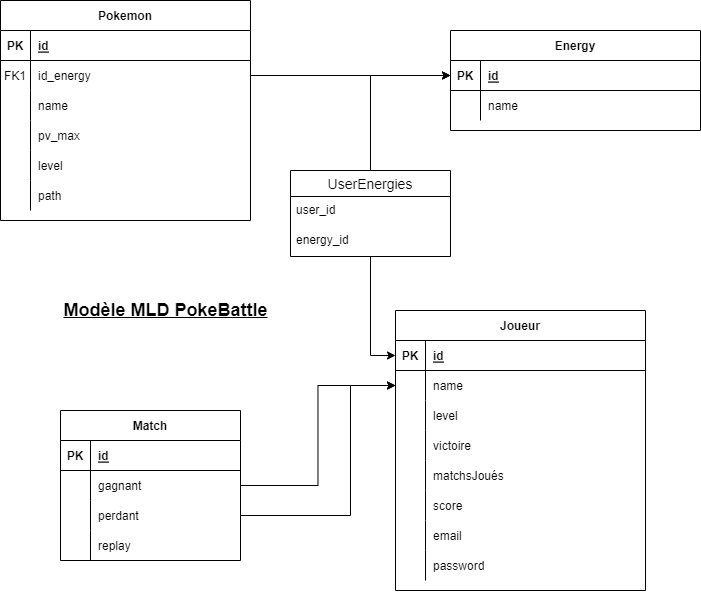 Pokemon
PK id
FK1 id_energy
name
pv_max
level
path
Energy
PK id
name
UserEnergies
user_id
energy_id
Modèle MLD PokeBattle
Joueur
PK id
name
level
victoire
matchsJoués
score
email
password
Match
PK id
gagnant
perdant
replay